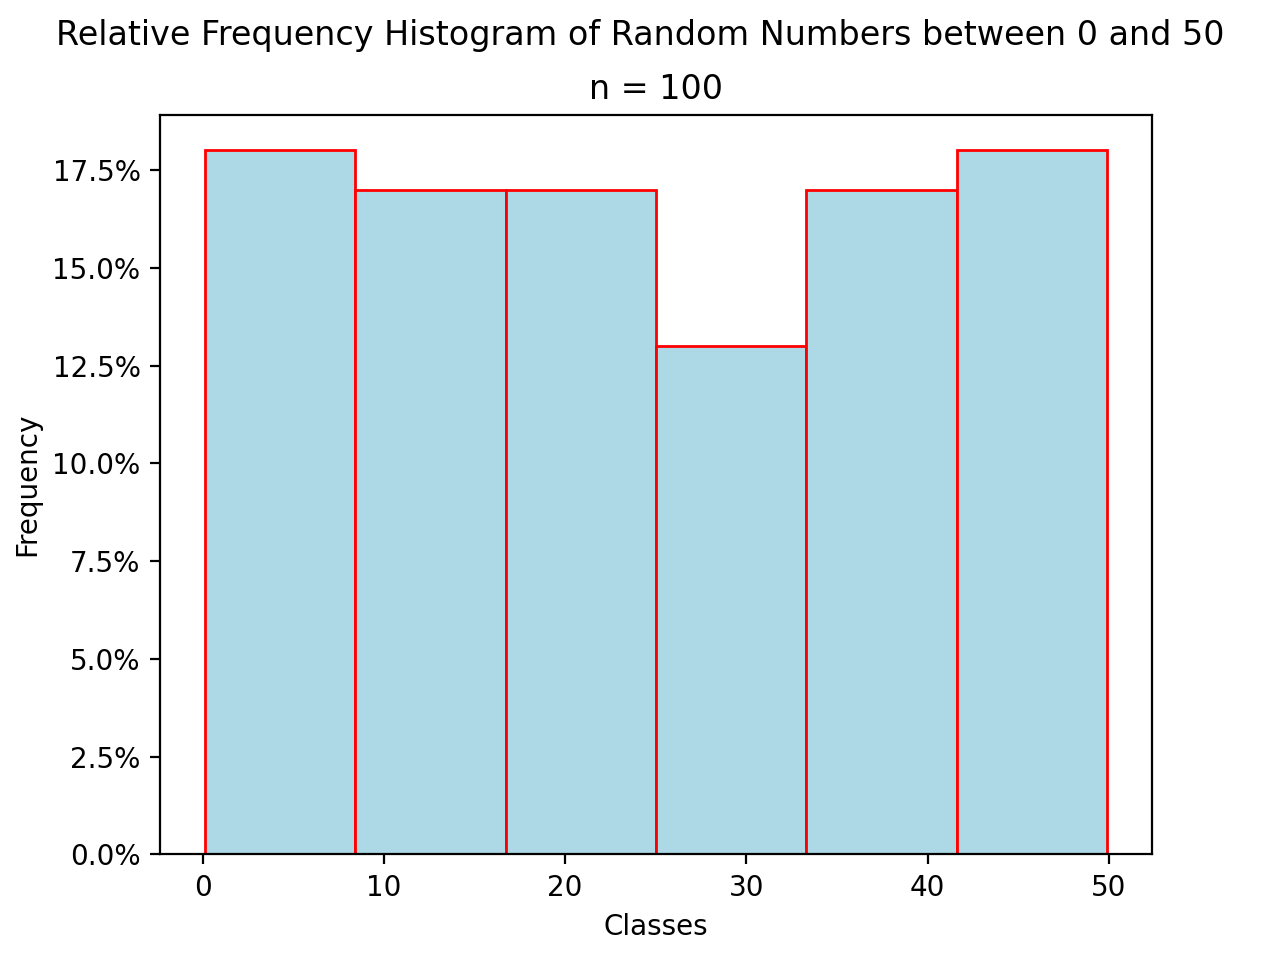 Relative Frequency Histogram of Random Numbers between 0 and 50
n = 100
17.5%
15.0%
12.5%
10.0%
7.5%
5.0%
2.5%
0.0%
Frequency
0 10 20 30 40 50
Classes